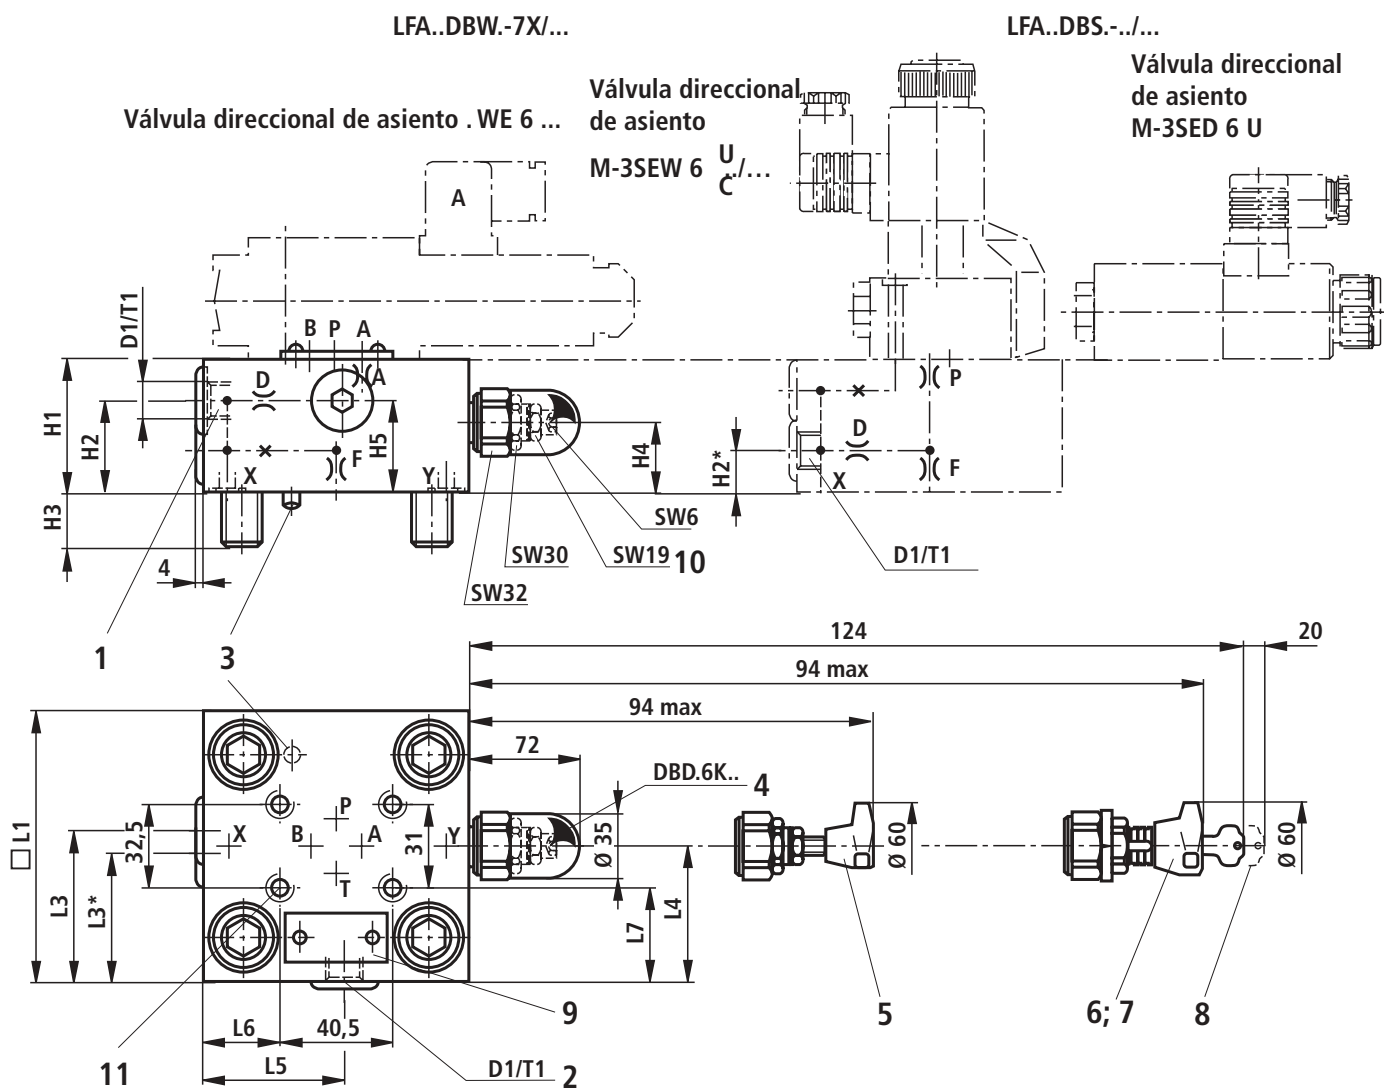 LFA..DBW.-7X/...
LFA..DBS.-../...
Válvula direccional de asiento . WE 6 ...
Válvula direccional
de asiento
M-3SEW 6 U ../...
C
Válvula direccional
de asiento
M-3SED 6 U
A
D1/T1
B P A
D
A
H1
H2
H5
F
X
Y
H4
H3
4
SW6
SW30
SW19 10
SW32
P
D
H2*
X
F
D1/T1
1
3
124
20
94 max
94 max
72
DBD.6K.. 4
L1
L3
L3*
32,5
X
B
P
A
31
Y
T
Ø 35
Ø 60
Ø 60
L7
L4
9
5
6; 7
8
L6
40,5
L5
11
D1/T1 2